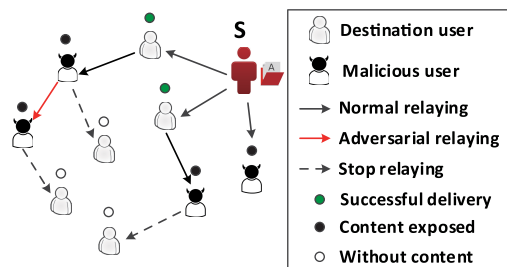 S
A
Destination user
Malicious user
Normal relaying
Adversarial relaying
Stop relaying
Successful delivery
Content exposed
Without content